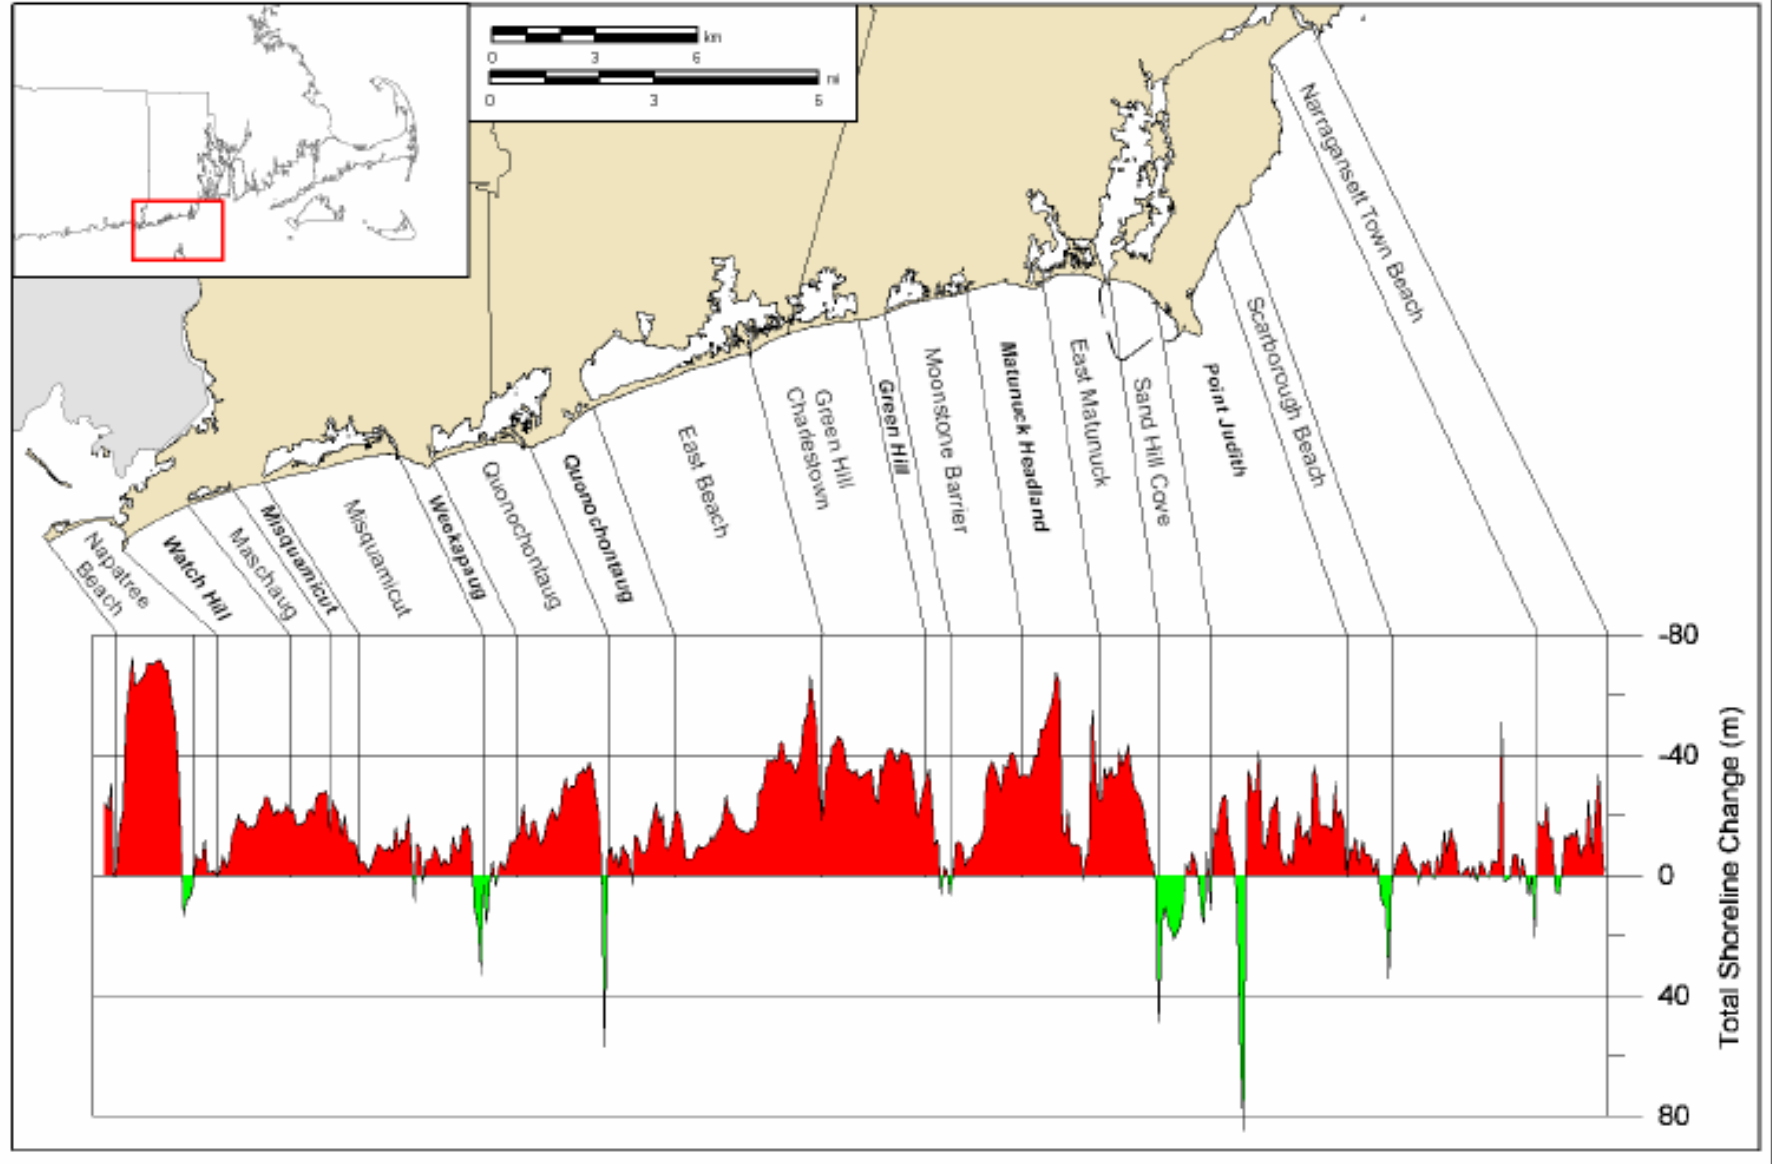 km
0 3 6
mi
0 3 6
Narragansett Town Beach
Scarborough Beach
Point Judith
Sand Hill Cove
East Matunuck
Matunuck Headland
Moonstone Barrier
Green Hill
Green Hill
Charlestown
East Beach
Quonochontaug
Quonochontaug
Weekapaug
Misquamicut
Misquamicut
Maschaug
Watch Hill
Napatree
Beach
-80
-40
0
40
80
Total Shoreline Change (m)